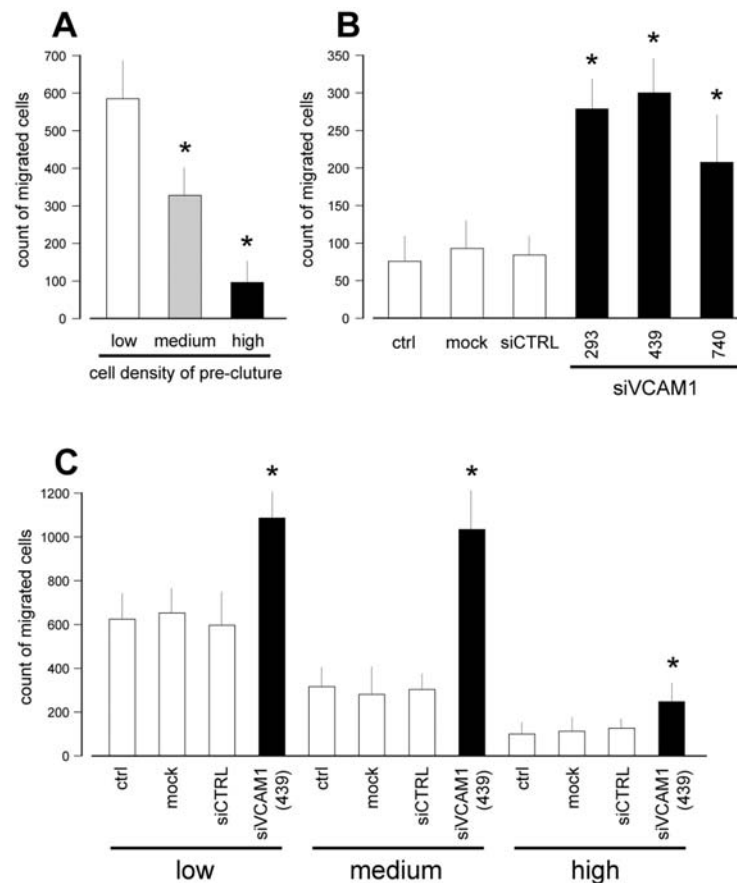 A
700
600
500
400
300
200
100
0
count of migrated cells
*
*
low medium high
cell density of pre-cluture
B
350
300
250
200
150
100
50
0
count of migrated cells
*
*
*
ctrl mock siCTRL 293 439 740
siVCAM1
C
1200
1000
800
600
400
200
0
count of migrated cells
*
*
*
ctrl mock siCTRL siVCAM1 (439) ctrl mock siCTRL siVCAM1 (439) ctrl mock siCTRL siVCAM1 (439)
low medium high